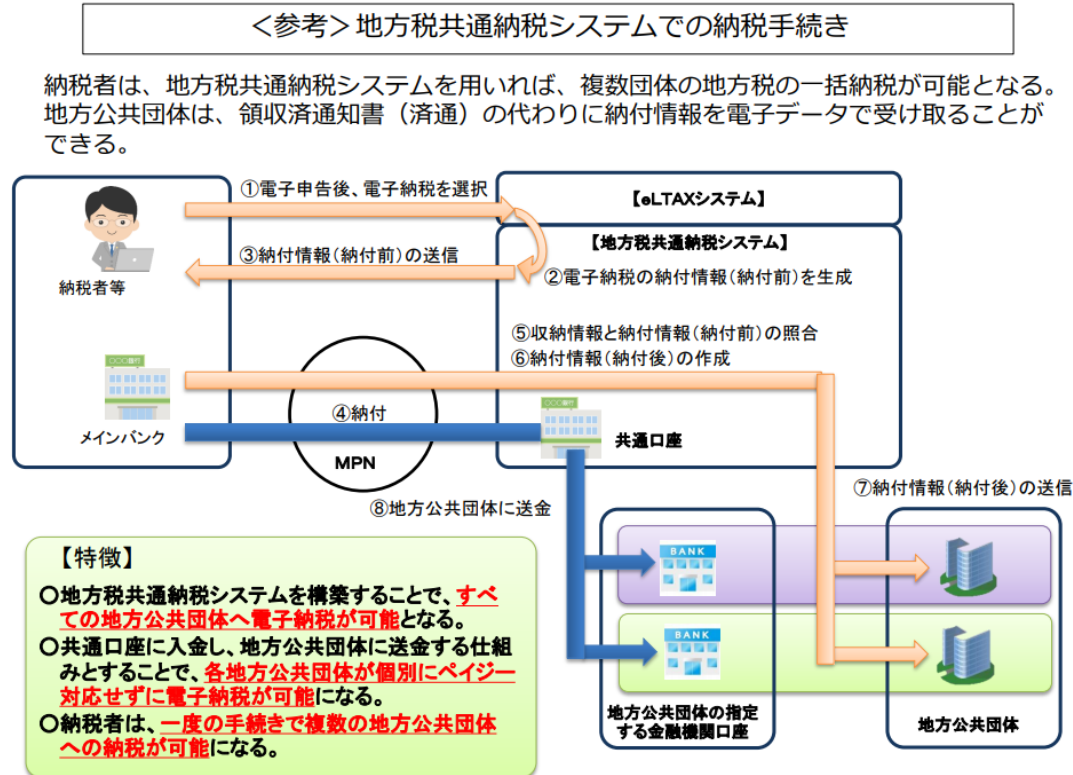 ＜参考＞地方税共通納税システムでの納税手続き
納税者は、地方税共通納税システムを用いれば、複数団体の地方税の一括納税が可能となる。
地方公共団体は、領収済通知書（済通）の代わりに納付情報を電子データで受け取ることが
できる。
①電子申告後、電子納税を選択
【eLTAXシステム】
【地方税共通納税システム】
③納付情報（納付前）の送信
②電子納税の納付情報（納付前）を生成
納税者等
⑤収納情報と納付情報（納付前）の照合
⑥納付情報（納付後）の作成
〇〇〇銀行
④納付
〇〇〇銀行
メインバンク
共通口座
MPN
⑦納付情報（納付後）の送信
⑧地方公共団体に送金
【特徴】
○地方税共通納税システムを構築することで、すべ
ての地方公共団体へ電子納税が可能となる。
○共通口座に入金し、地方公共団体に送金する仕組
みとすることで、各地方公共団体が個別にペイジー
対応せずに電子納税が可能になる。
○納税者は、一度の手続きで複数の地方公共団体
への納税が可能になる。
BANK
BANK
地方公共団体の指定
する金融機関口座
地方公共団体